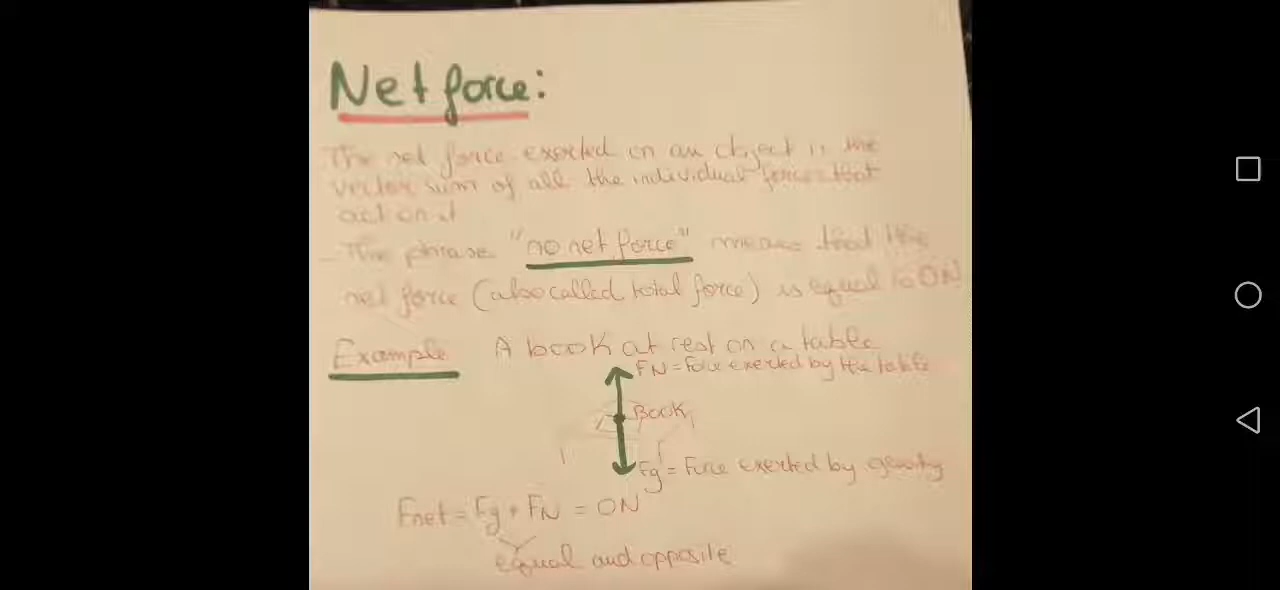 Net force:
The net force exerted on an object is the
vector sum of all the individual forces that
act on it
The phrase "no net force" means that the
net force (also called total force) is equal to 0N
Example A book at rest on a table
FN = Force exerted by the table
Book
Fg = Force exerted by gravity
Fnet = Fg + FN = 0N
equal and opposite